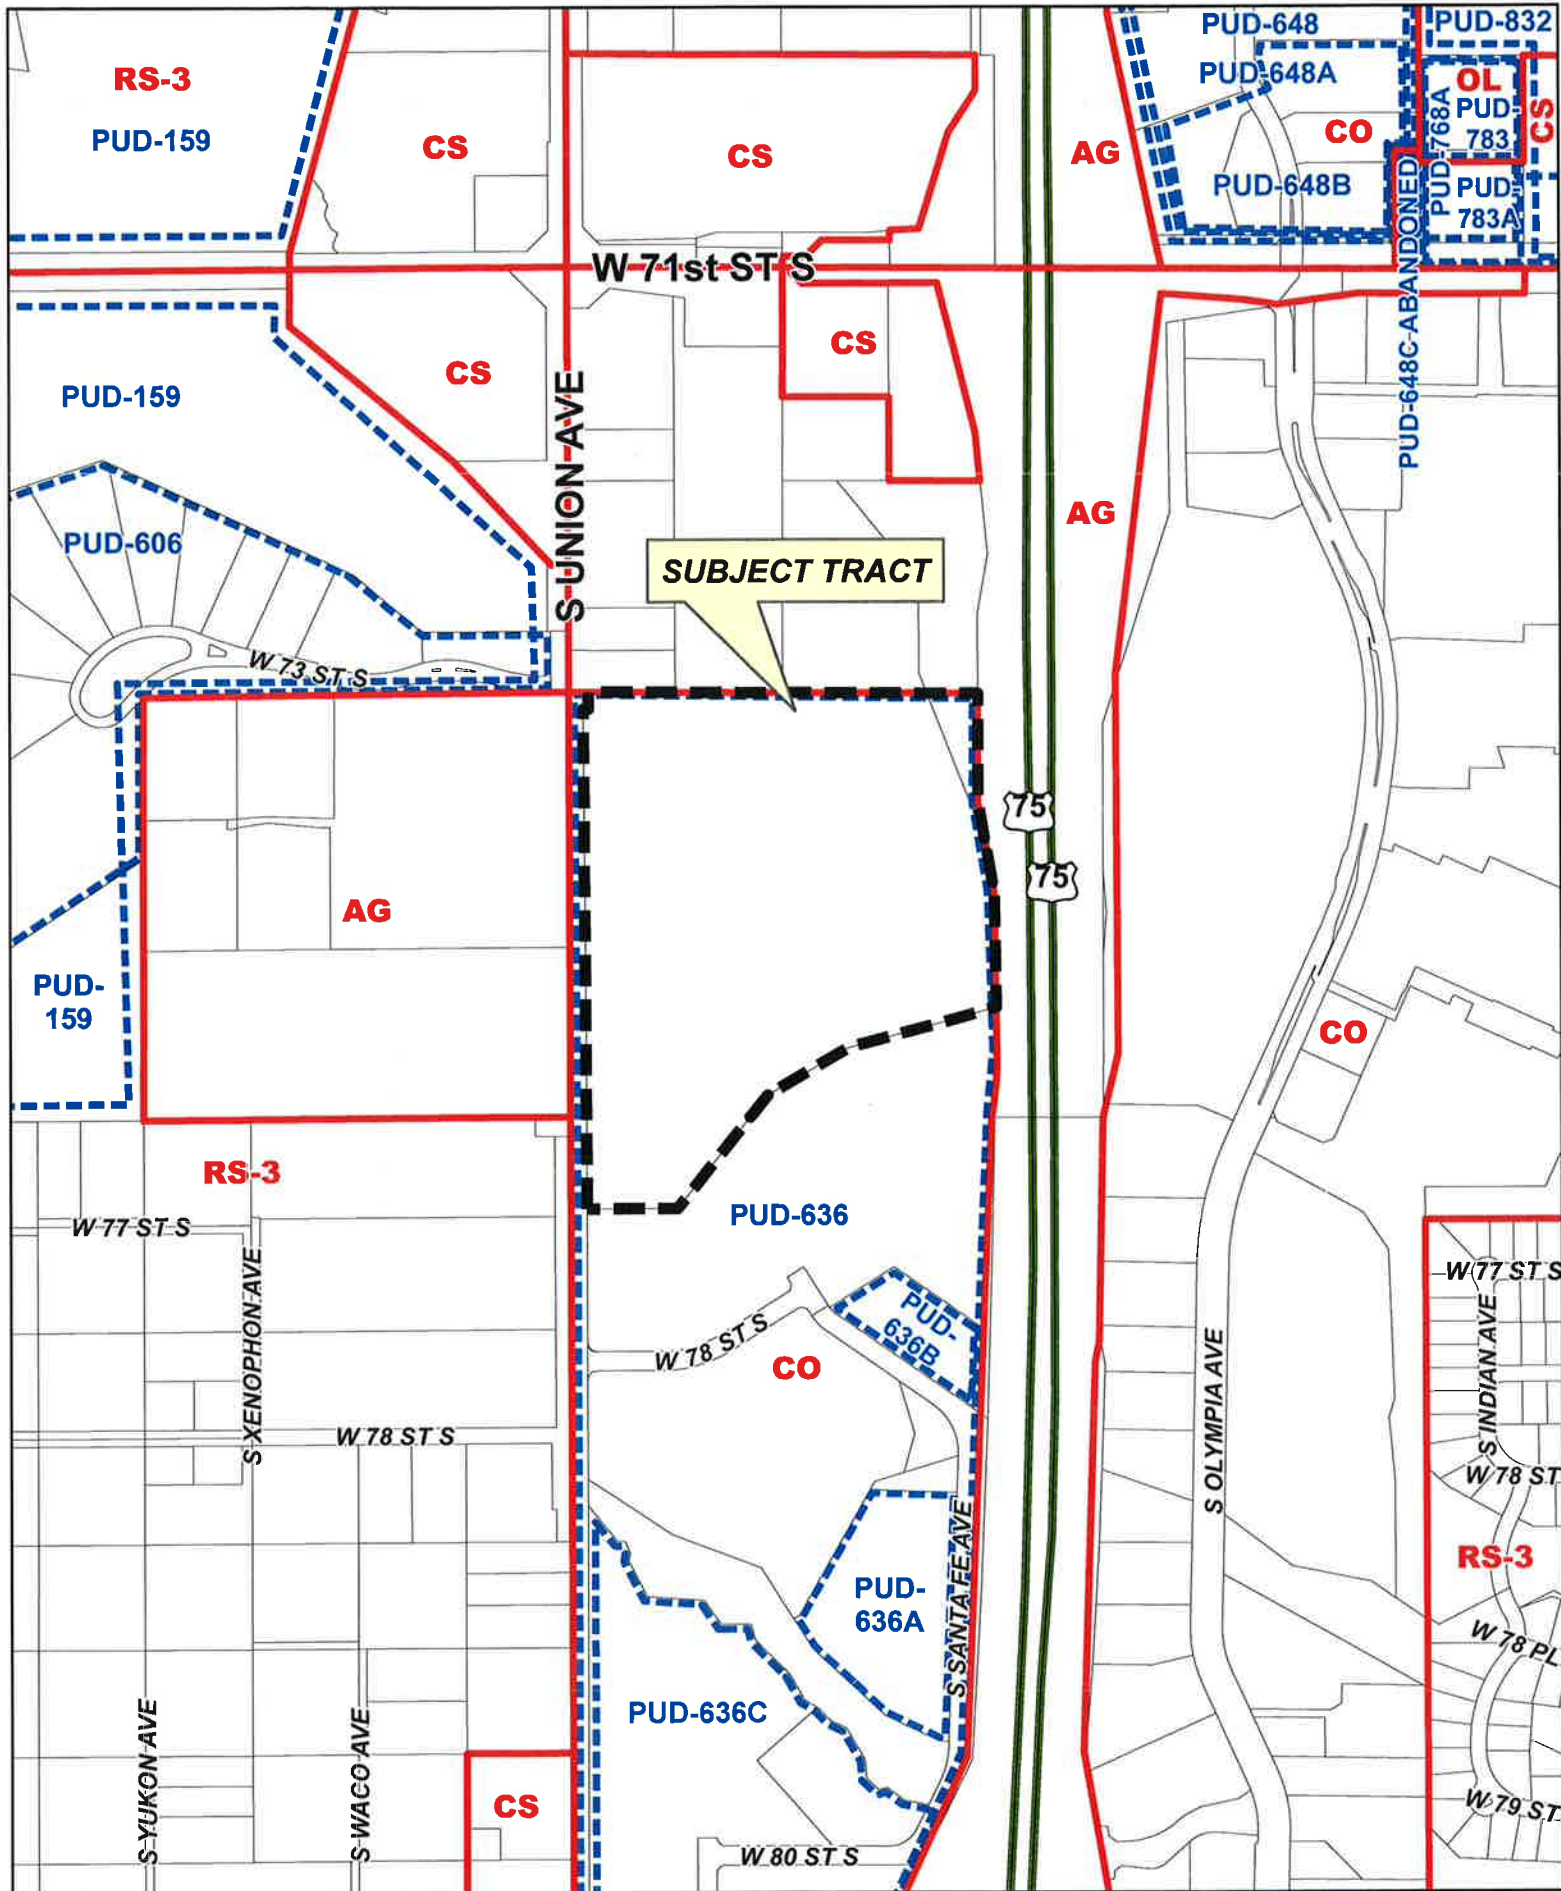 PUD-648
PUD-832
RS-3
PUD-648A
OL
PUD-159
CS
CS
AG
CO
PUD-768A
PUD-
783
CS
PUD-648B
PUD-
783A
W 71st ST S
PUD-648C-ABANDONED
CS
CS
PUD-159
S UNION AVE
AG
PUD-606
SUBJECT TRACT
W 73 ST S
75
75
AG
PUD-
159
CO
RS-3
PUD-636
W 77 ST S
S XENOPHON AVE
W 77 ST S
PUD-
636B
W 78 ST S
CO
S INDIAN AVE
S OLYMPIA AVE
W 78 ST S
W 78 ST
RS-3
PUD-
636A
S SANTA FE AVE
W 78 PL
PUD-636C
S YUKON AVE
S WACO AVE
CS
W 79 ST
W 80 ST S